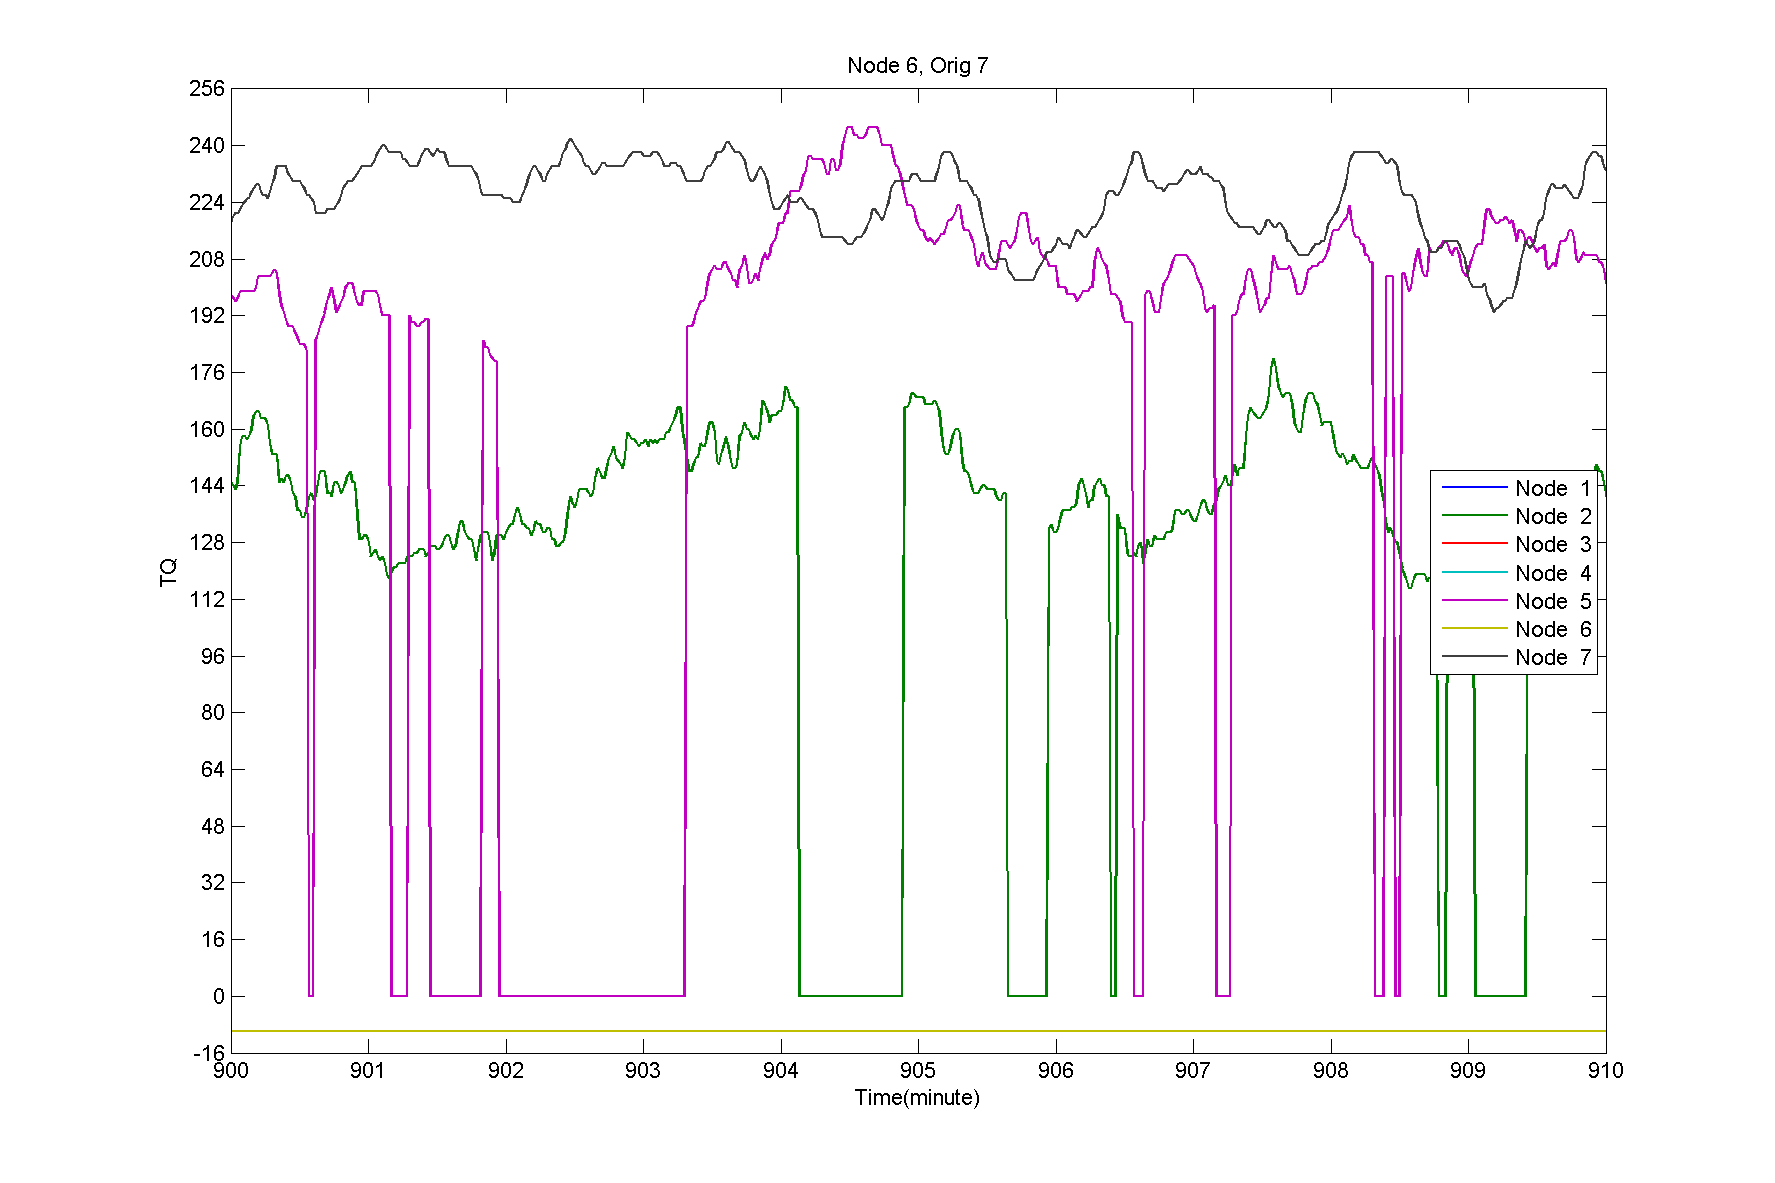 Node 6, Orig 7
256
240
224
208
192
176
160
144
128
112
96
80
64
48
32
16
0
-16
TQ
Node 1
Node 2
Node 3
Node 4
Node 5
Node 6
Node 7
900 901 902 903 904 905 906 907 908 909 910
Time(minute)